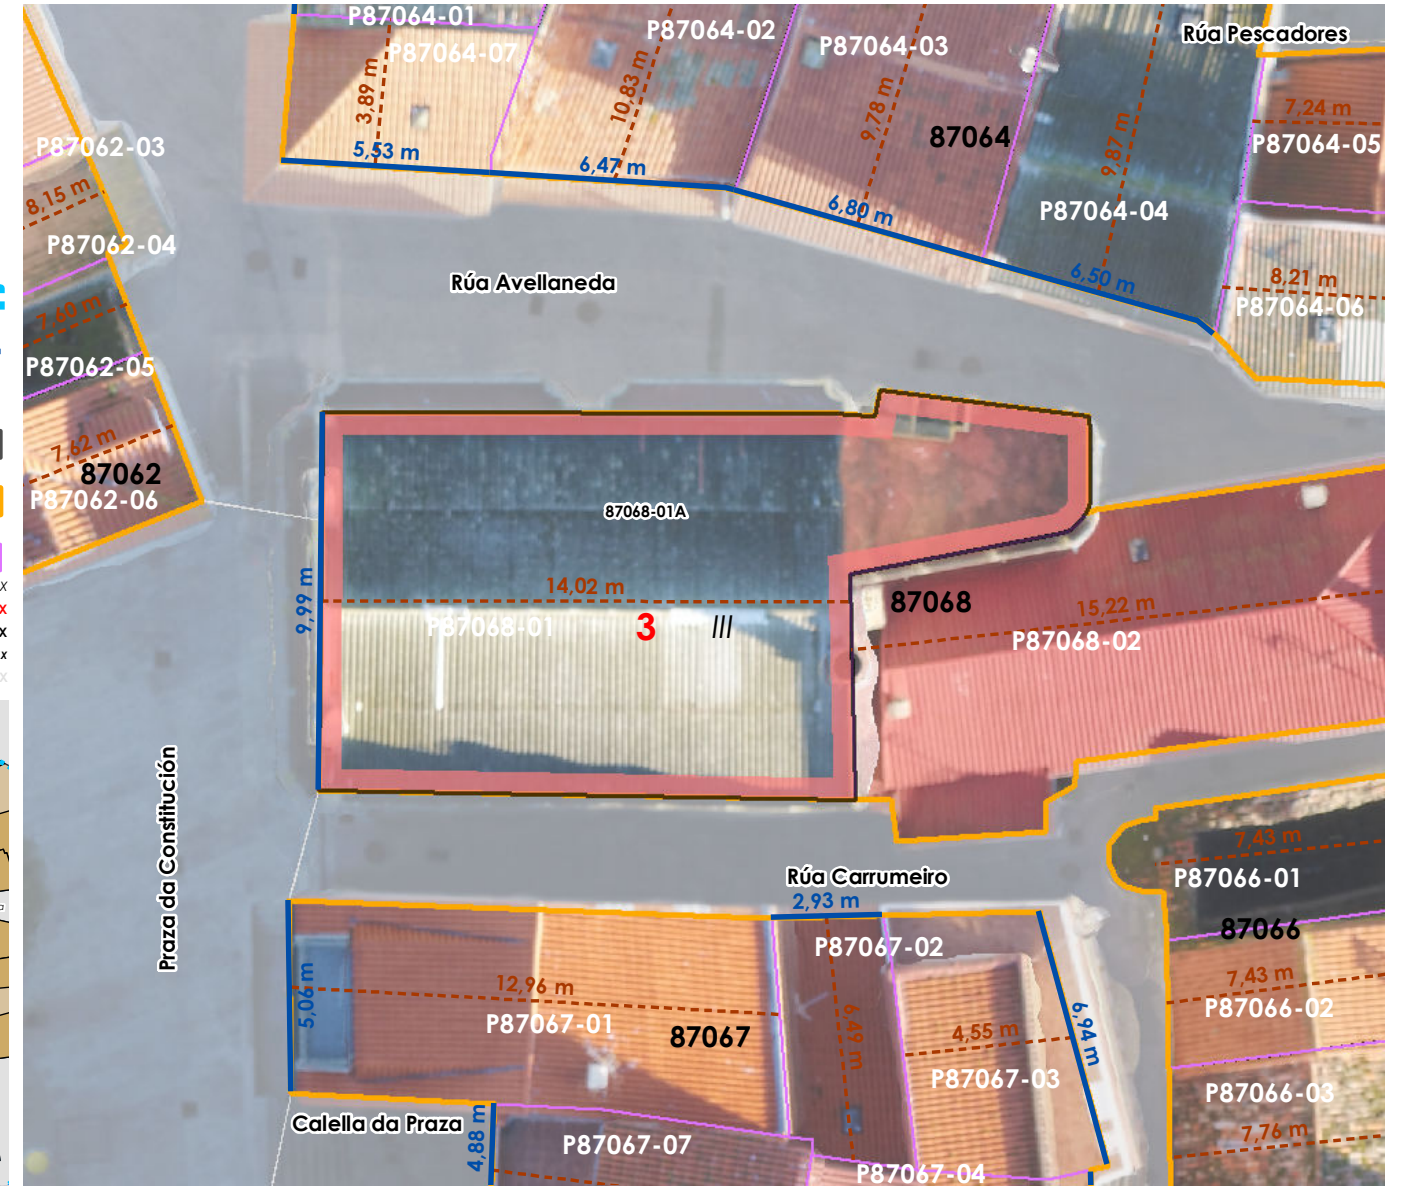 P87064-01
P87064-02
Rúa Pescadores
P87064-03
P87064-07
3,89 m
10,83 m
9,78 m
87064
7,24 m
P87064-05
9,87 m
P87062-03
5,53 m
6,47 m
8,15 m
6,80 m
P87064-04
P87062-04
Rúa Avellaneda
6,50 m
8,21 m
P87064-06
7,60 m
P87062-05
7,62 m
87062
P87062-06
87068-01A
9,99 m
14,02 m
87068
15,22 m
P87068-01
3
III
P87068-02
x
x
x
x
x
Praza da Constitución
7,43 m
P87066-01
Rúa Carrumeiro
2,93 m
87066
P87067-02
5,06 m
12,96 m
P87067-01
87067
6,49 m
4,55 m
6,94 m
7,43 m
P87066-02
P87067-03
P87066-03
Calella da Praza
4,88 m
P87067-07
7,76 m
P87067-04